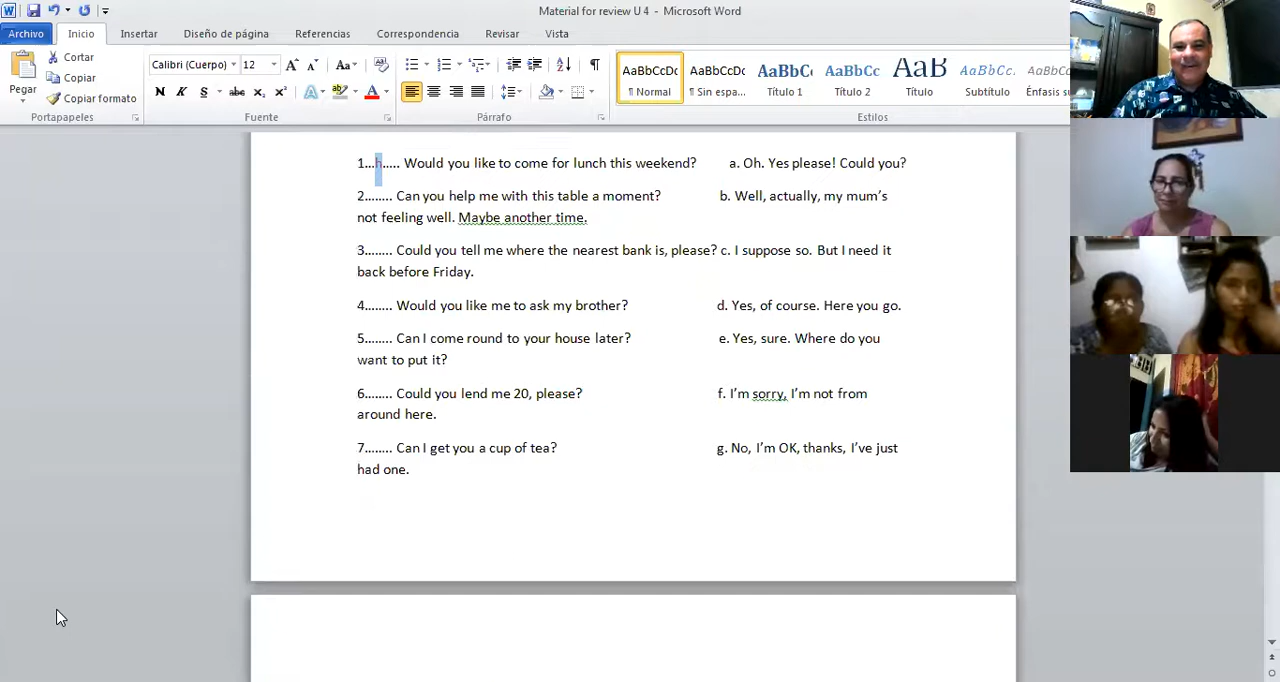 Material for review U 4 - Microsoft Word
Archivo Inicio Insertar Diseño de página Referencias Correspondencia Revisar Vista
Pegar
Cortar
Copiar
Copiar formato
Portapapeles
Calibri (Cuerpo) 12
N K S abc x₂ x²
Fuente
Párrafo
AaBbCcDc AaBbCcDc AaBbC AaBbCc AaB AaBbCcD AaBbCcD
¶ Normal ¶ Sin espa... Título 1 Título 2 Título Subtítulo Énfasis su
Estilos
1...h..... Would you like to come for lunch this weekend? a. Oh. Yes please! Could you?
2........ Can you help me with this table a moment? b. Well, actually, my mum’s
not feeling well. Maybe another time.
3........ Could you tell me where the nearest bank is, please? c. I suppose so. But I need it
back before Friday.
4........ Would you like me to ask my brother? d. Yes, of course. Here you go.
5........ Can I come round to your house later? e. Yes, sure. Where do you
want to put it?
6........ Could you lend me 20, please? f. I’m sorry, I’m not from
around here.
7........ Can I get you a cup of tea? g. No, I’m OK, thanks, I’ve just
had one.